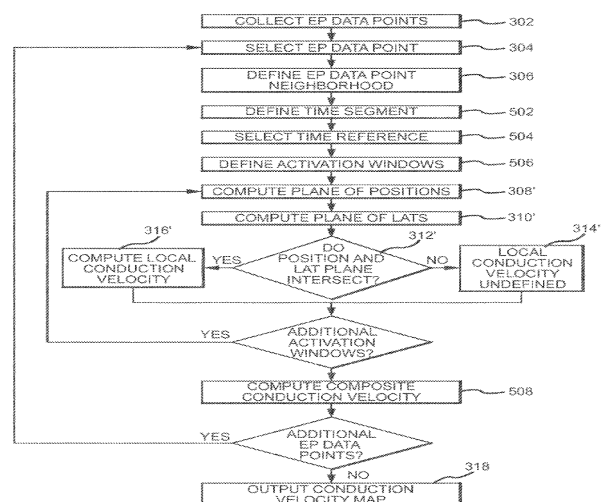 COLLECT EP DATA POINTS 302
SELECT EP DATA POINT 304
DEFINE EP DATA POINT 306
NEIGHBORHOOD
DEFINE TIME SEGMENT 502
SELECT TIME REFERENCE 504
DEFINE ACTIVATION WINDOWS 506
COMPUTE PLANE OF POSITIONS 308'
COMPUTE PLANE OF LATS 310'
316'
COMPUTE LOCAL
CONDUCTION
VELOCITY
YES
DO
POSITION AND
LAT PLANE
INTERSECT?
312'
NO
314'
LOCAL
CONDUCTION
VELOCITY
UNDEFINED
YES
ADDITIONAL
ACTIVATION
WINDOWS?
COMPUTE COMPOSITE 508
CONDUCTION VELOCITY
YES
ADDITIONAL
EP DATA
POINTS?
NO
318
OUTPUT CONDUCTION
VELOCITY MAP